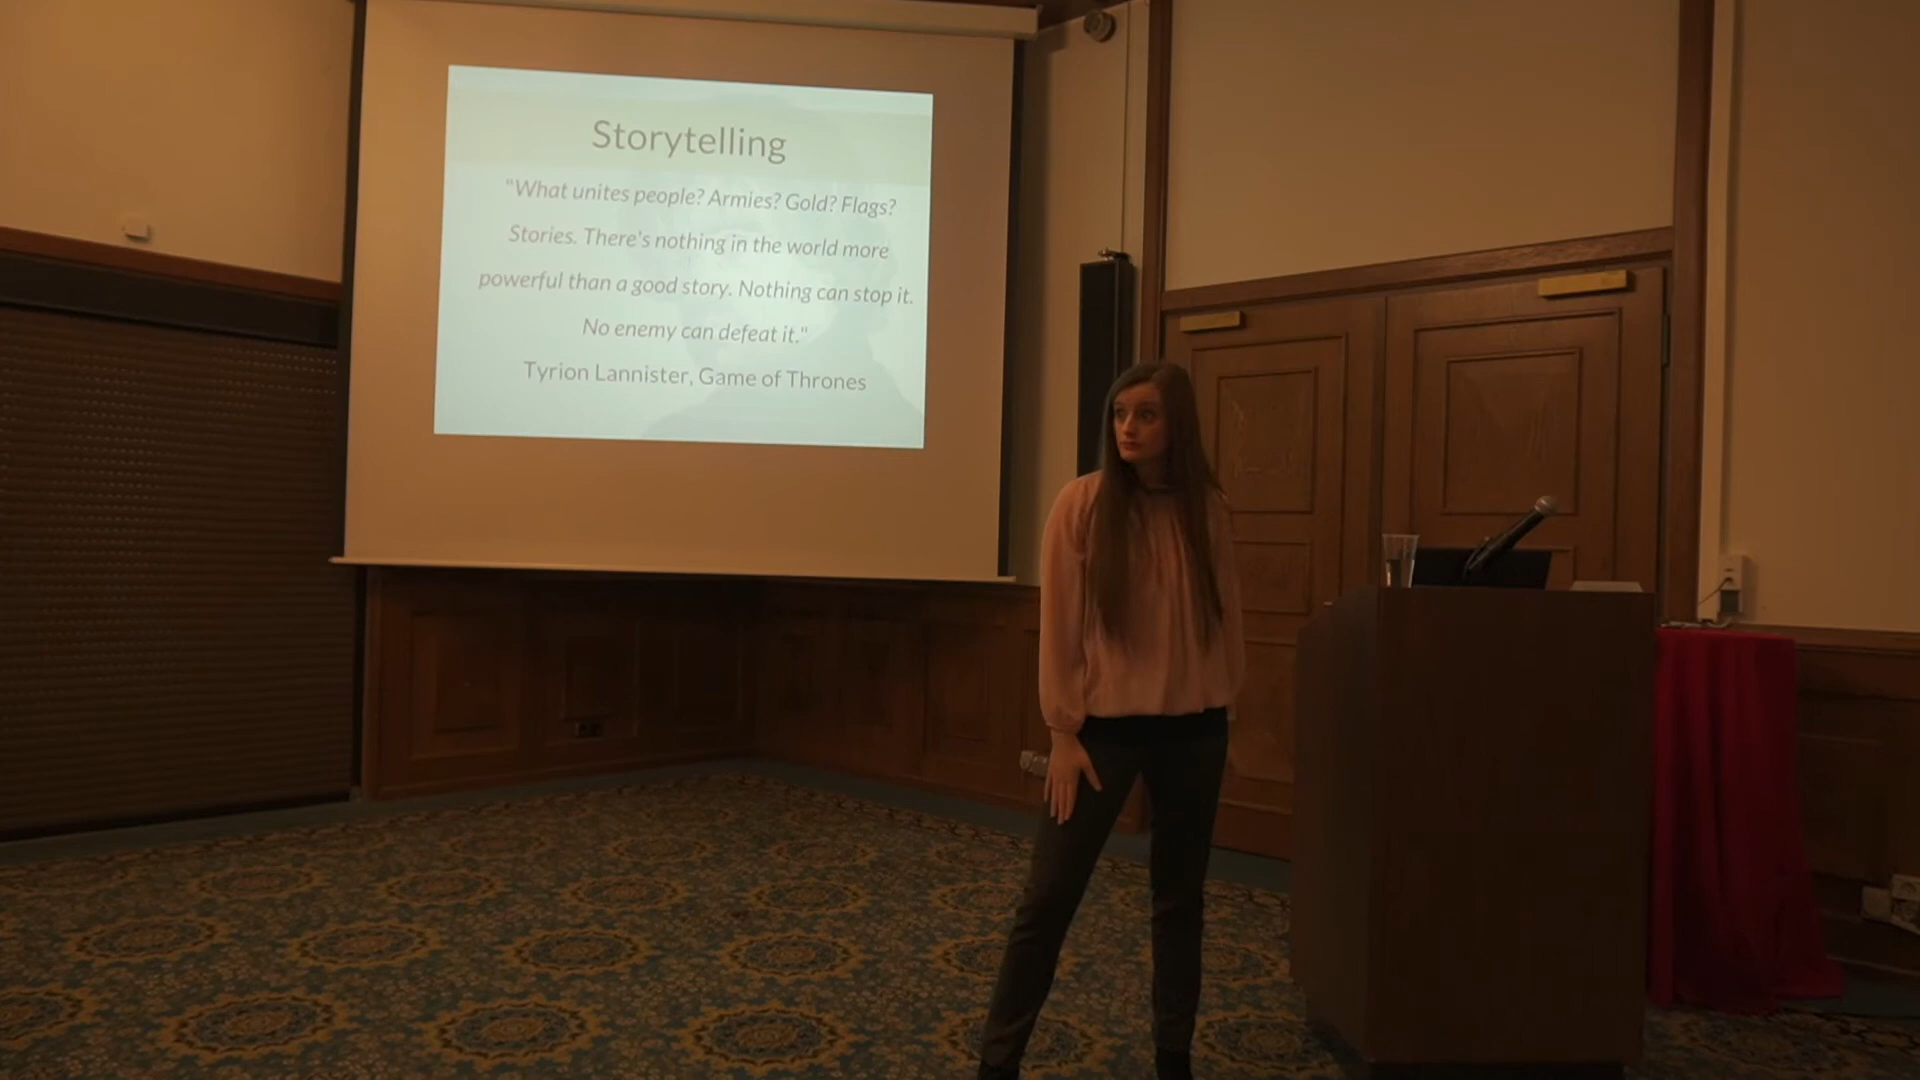 Storytelling
"What unites people? Armies? Gold? Flags?
Stories. There's nothing in the world more
powerful than a good story. Nothing can stop it.
No enemy can defeat it."
Tyrion Lannister, Game of Thrones